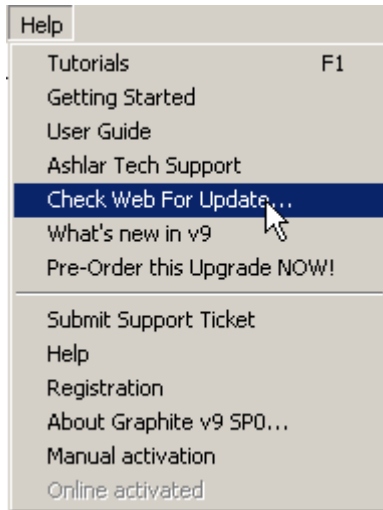 Help
Tutorials F1
Getting Started
User Guide
Ashlar Tech Support
Check Web For Update...
What's new in v9
Pre-Order this Upgrade NOW!
Submit Support Ticket
Help
Registration
About Graphite v9 SP0...
Manual activation
Online activated